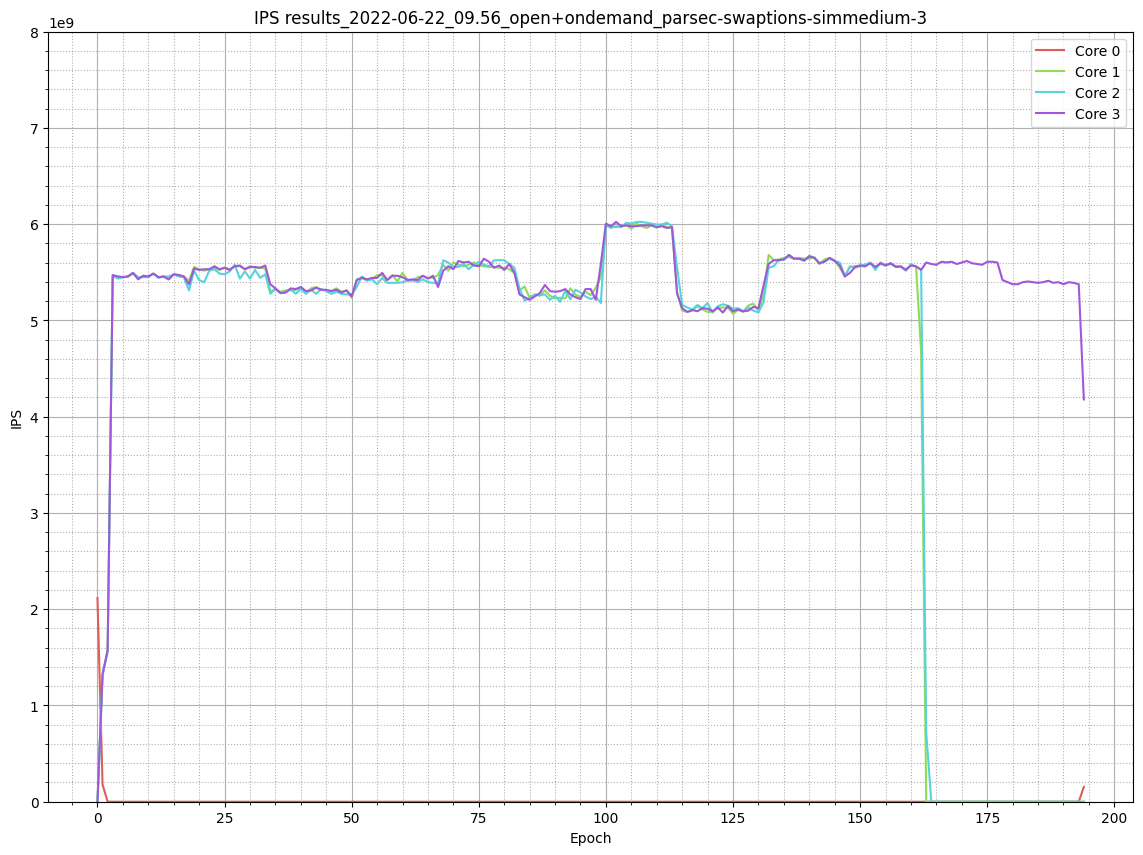 IPS results_2022-06-22_09.56_open+ondemand_parsec-swaptions-simmedium-3
1e9
8
7
6
5
4
3
2
1
0
IPS
Core 0
Core 1
Core 2
Core 3
0 25 50 75 100 125 150 175 200
Epoch